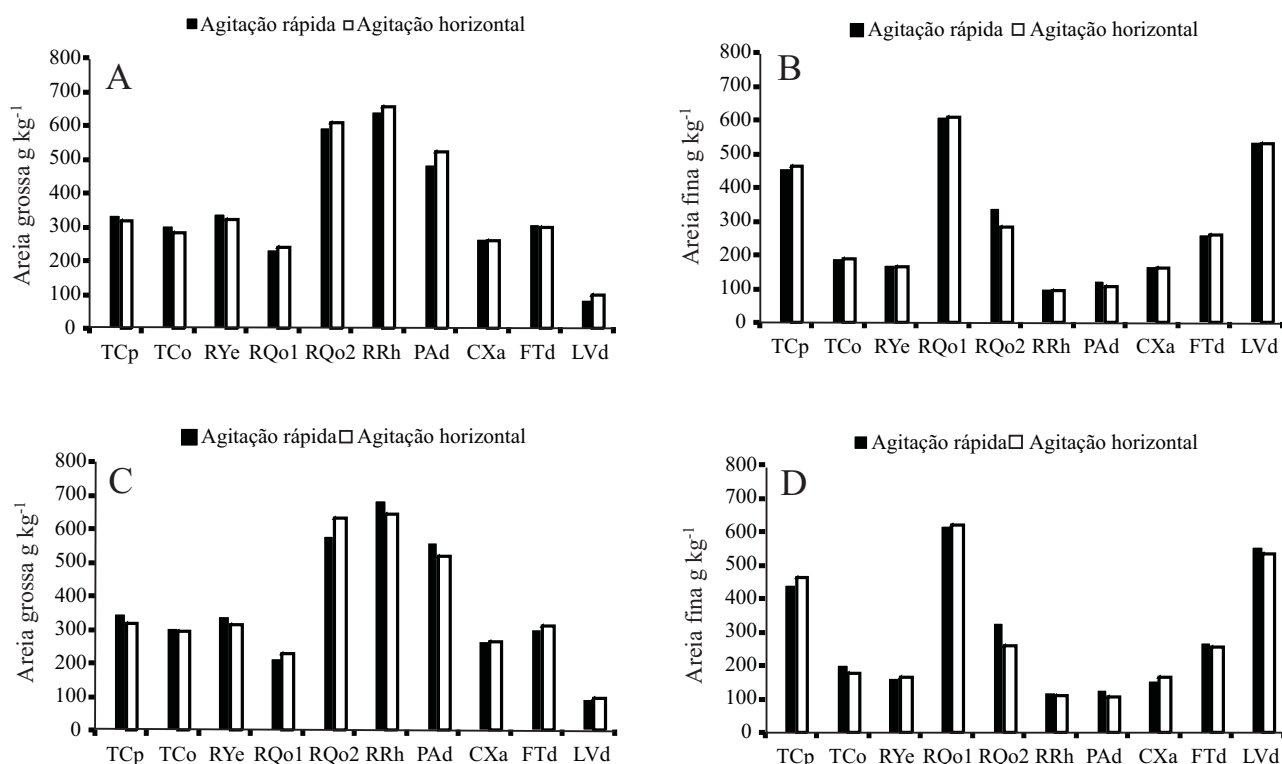 ■ Agitação rápida □ Agitação horizontal
A
Areia grossa g kg⁻¹
800
700
600
500
400
300
200
100
0
TCp TCo RYe RQo1 RQo2 RRh PAd CXa FTd LVd
■ Agitação rápida □ Agitação horizontal
B
Areia fina g kg⁻¹
800
700
600
500
400
300
200
100
0
TCp TCo RYe RQo1 RQo2 RRh PAd CXa FTd LVd
■ Agitação rápida □ Agitação horizontal
C
Areia grossa g kg⁻¹
800
700
600
500
400
300
200
100
0
TCp TCo RYe RQo1 RQo2 RRh PAd CXa FTd LVd
■ Agitação rápida □ Agitação horizontal
D
Areia fina g kg⁻¹
800
700
600
500
400
300
200
100
0
TCp TCo RYe RQo1 RQo2 RRh PAd CXa FTd LVd